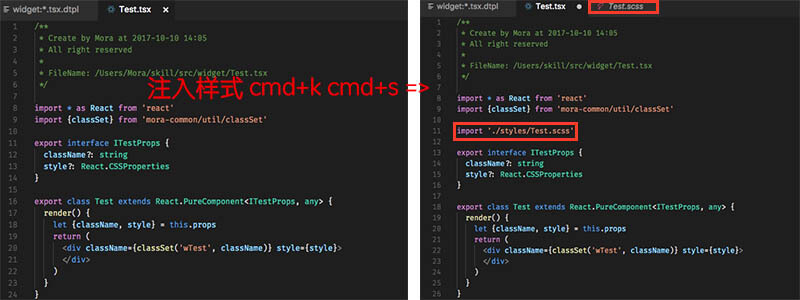 widget:*.tsx.dtpl Test.tsx ×
1 /**
2 * Create by Mora at 2017-10-10 14:05
3 * All right reserved
4 *
5 * FileName: /Users/Mora/skill/src/widget/Test.tsx
6 */
7
8 import * as React from 'react'
9 import {classSet} from 'mora-common/util/classSet'
10
11 export interface ITestProps {
12 className?: string
13 style?: React.CSSProperties
14 }
15
16 export class Test extends React.PureComponent<ITestProps, any> {
17 render() {
18 let {className, style} = this.props
19 return (
20 <div className={classSet('wTest', className)} style={style}>
21 </div>
22 )
23 }
24 }
注入样式 cmd+k cmd+s =>
widget:*.tsx.dtpl Test.tsx ● Test.scss
1 /**
2 * Create by Mora at 2017-10-10 14:05
3 * All right reserved
4 *
5 * FileName: /Users/Mora/skill/src/widget/Test.tsx
6 */
7
8 import * as React from 'react'
9 import {classSet} from 'mora-common/util/classSet'
10
11 import './styles/Test.scss'
12
13 export interface ITestProps {
14 className?: string
15 style?: React.CSSProperties
16 }
17
18 export class Test extends React.PureComponent<ITestProps, any> {
19 render() {
20 let {className, style} = this.props
21 return (
22 <div className={classSet('wTest', className)} style={style}>
23 </div>
24 )
25 }
26 }